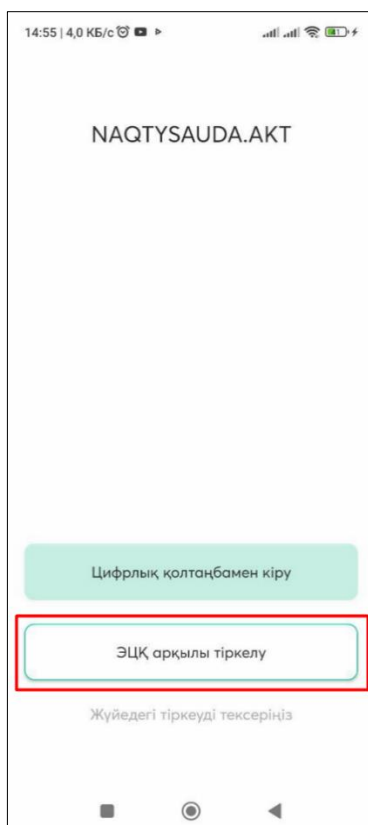 14:55 | 4,0 КБ/с
NAQTYSAUDA.AKT
Цифрлық қолтаңбамен кіру
ЭЦҚ арқылы тіркелу
Жүйедегі тіркеуді тексеріңіз